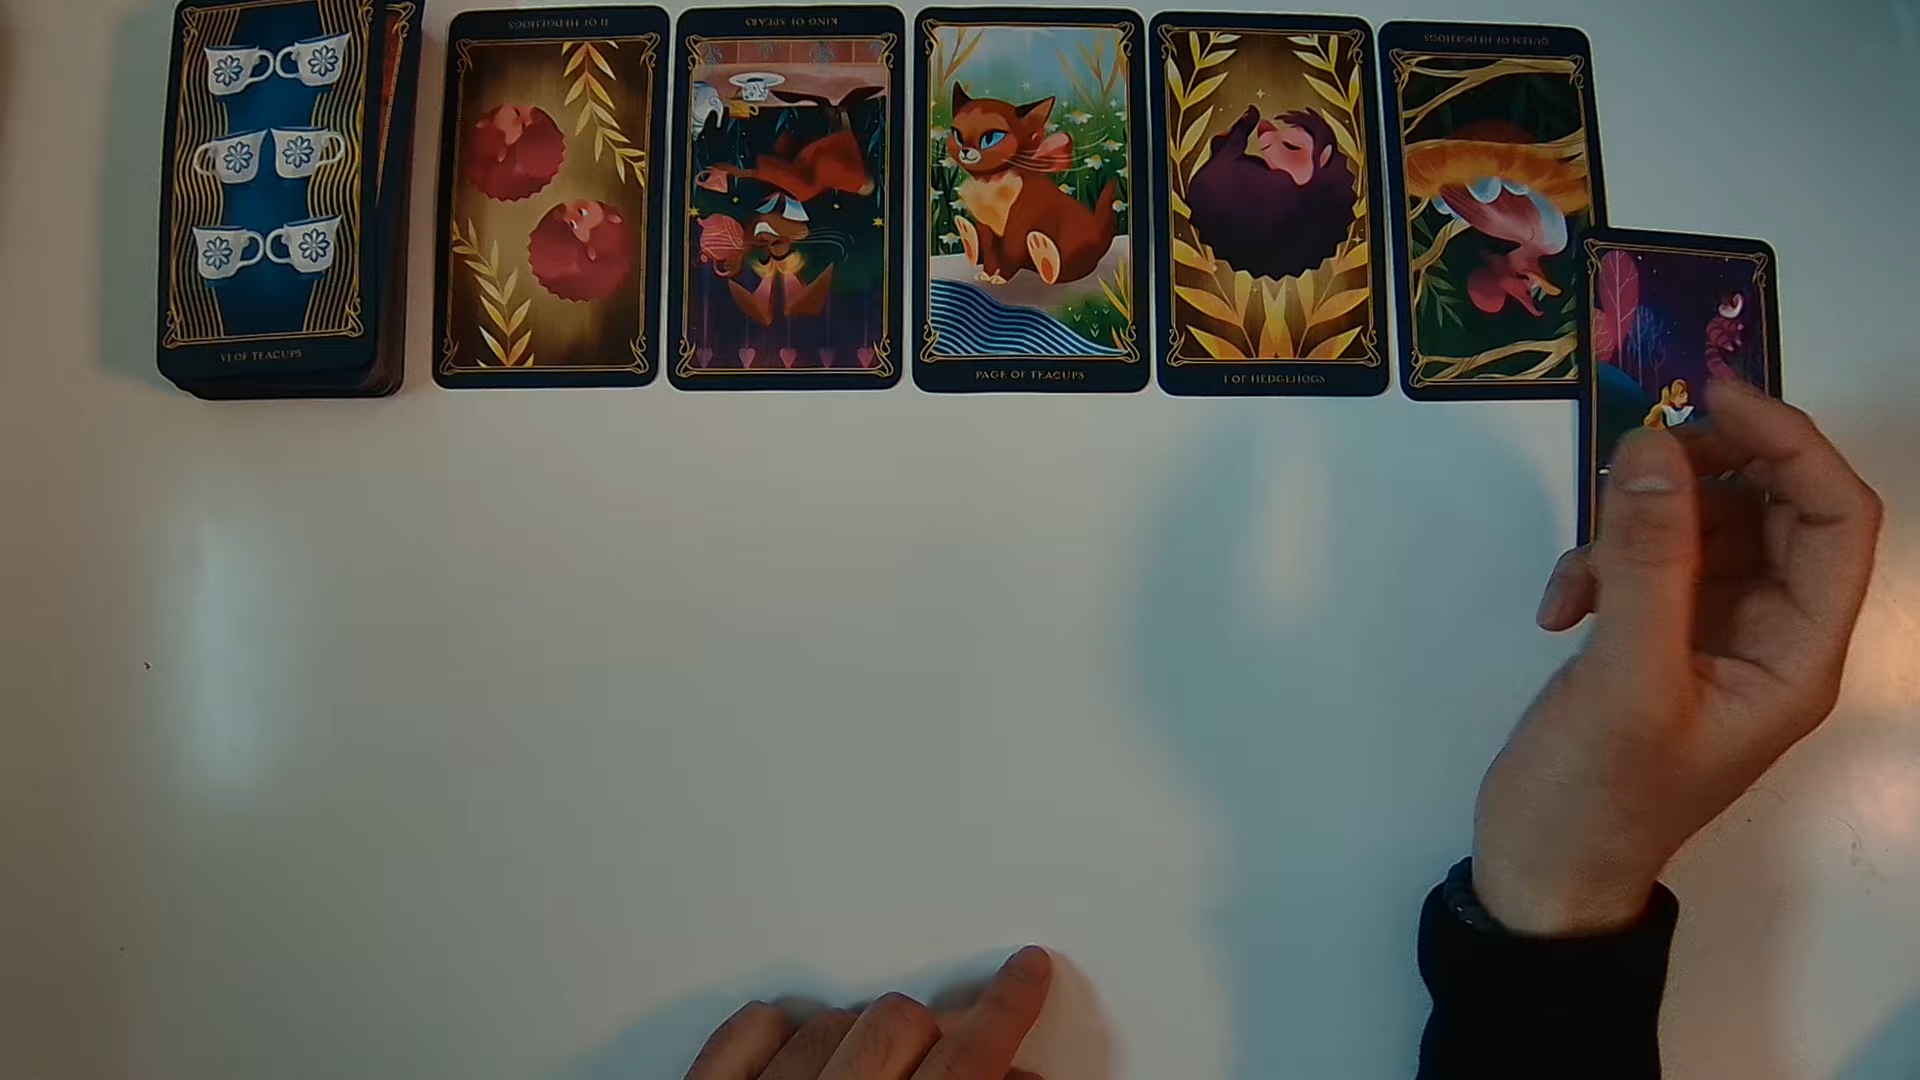 VI OF TEACUPS
II OF HEDGEHOGS
KING OF SPEARS
PAGE OF TEACUPS
I OF HEDGEHOGS
QUEEN OF HEDGEHOGS